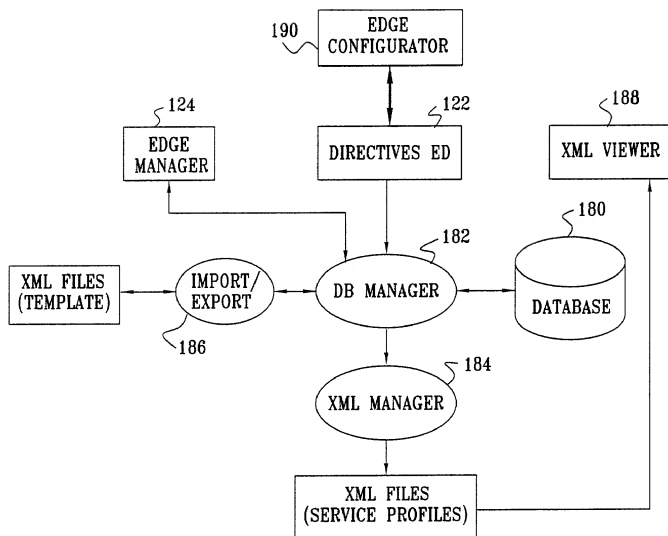 190
EDGE
CONFIGURATOR
124
EDGE
MANAGER
122
DIRECTIVES ED
188
XML VIEWER
180
DATABASE
182
DB MANAGER
IMPORT/
EXPORT
186
XML FILES
(TEMPLATE)
184
XML MANAGER
XML FILES
(SERVICE PROFILES)